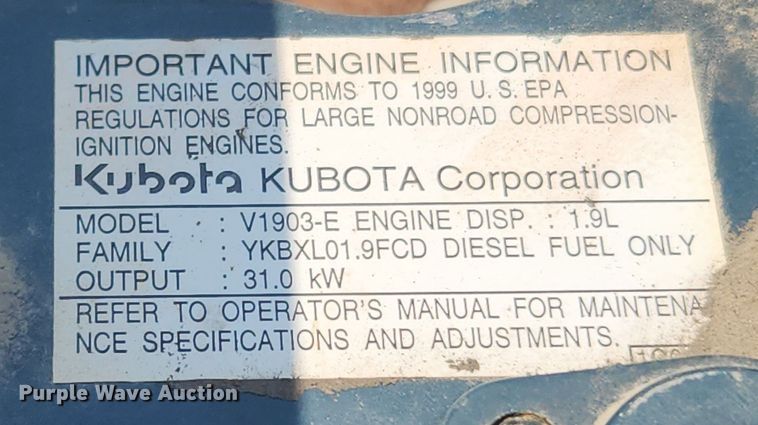 IMPORTANT ENGINE INFORMATION
THIS ENGINE CONFORMS TO 1999 U.S. EPA
REGULATIONS FOR LARGE NONROAD COMPRESSION-
IGNITION ENGINES.
Kubota KUBOTA Corporation
MODEL : V1903-E ENGINE DISP. : 1.9L
FAMILY : YKBXL01.9FCD DIESEL FUEL ONLY
OUTPUT : 31.0 kW
REFER TO OPERATOR'S MANUAL FOR MAINTENA
NCE SPECIFICATIONS AND ADJUSTMENTS.
Purple Wave Auction